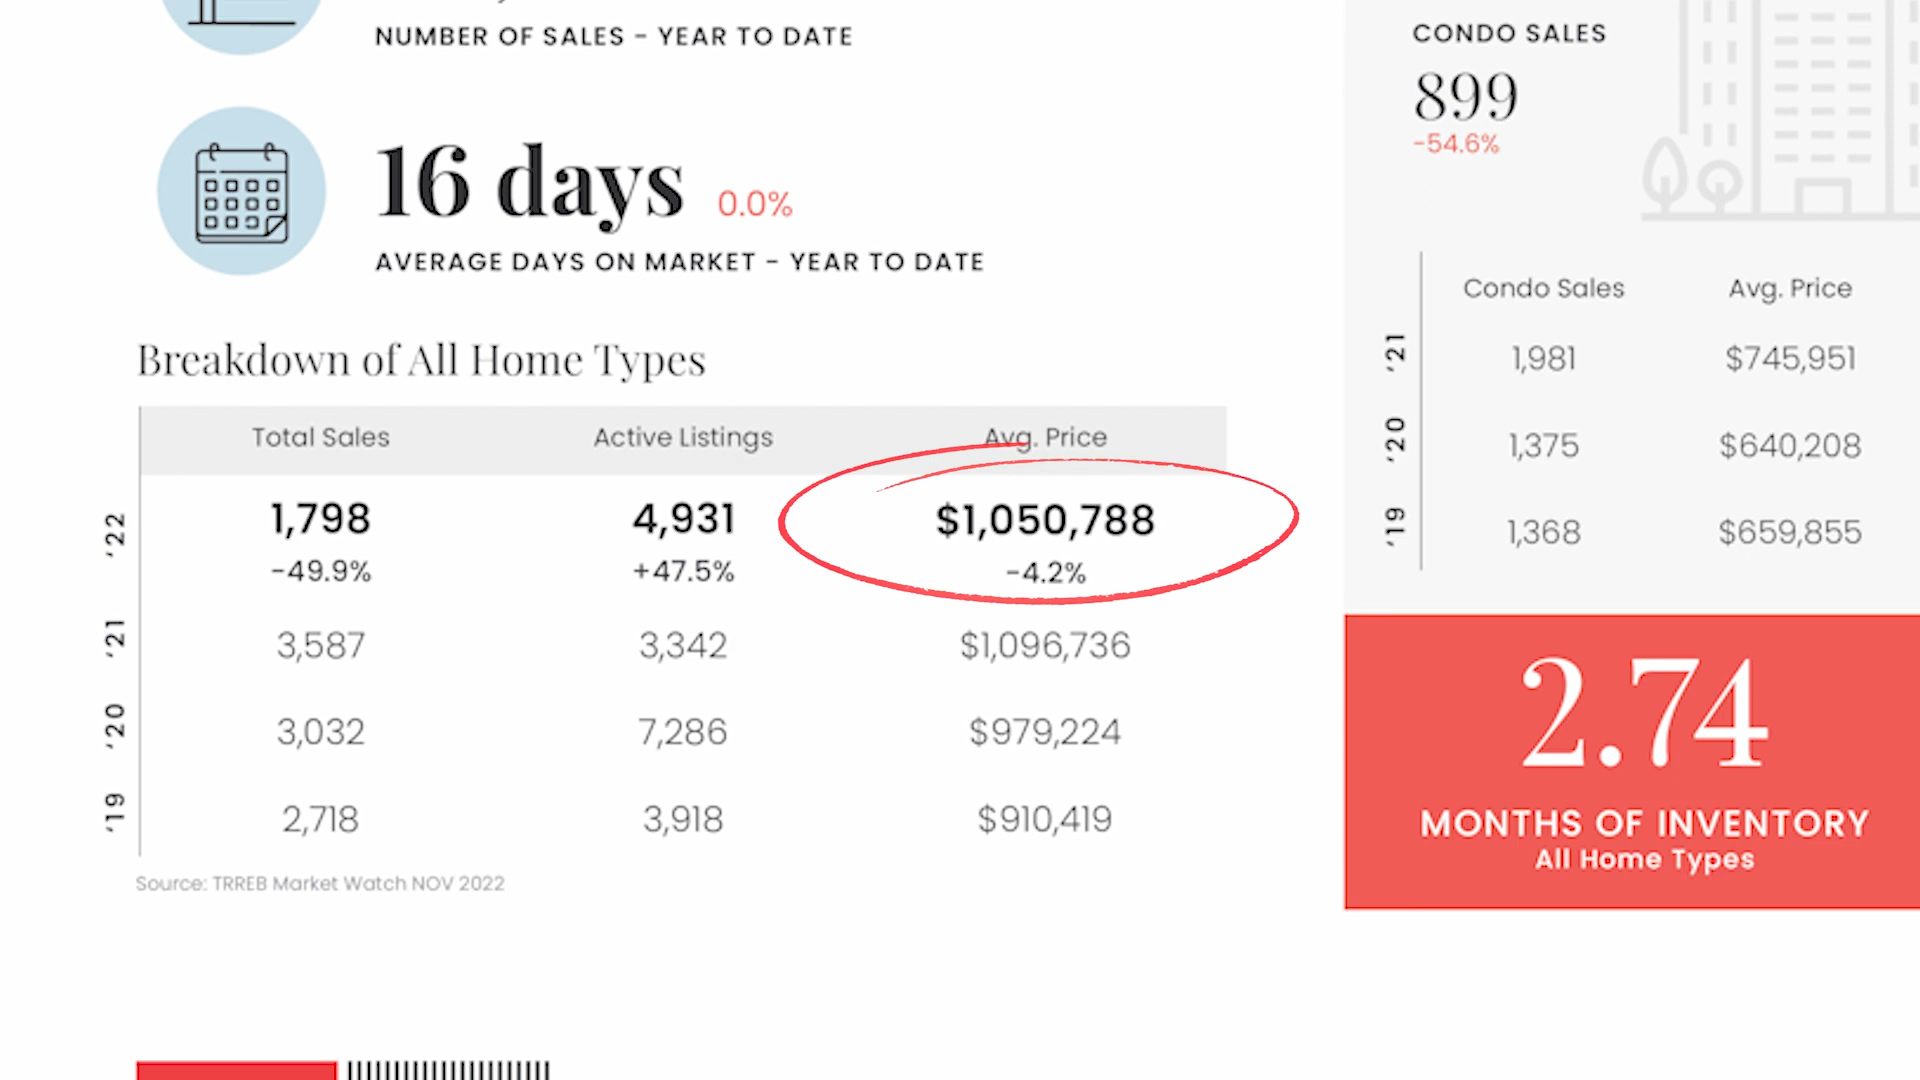 NUMBER OF SALES - YEAR TO DATE
16 days 0.0%
AVERAGE DAYS ON MARKET - YEAR TO DATE
Breakdown of All Home Types
Total Sales Active Listings Avg. Price
'22 1,798 4,931 $1,050,788
-49.9% +47.5% -4.2%
'21 3,587 3,342 $1,096,736
'20 3,032 7,286 $979,224
'19 2,718 3,918 $910,419
Source: TRREB Market Watch NOV 2022
CONDO SALES
899
-54.6%
Condo Sales Avg. Price
'21 1,981 $745,951
'20 1,375 $640,208
'19 1,368 $659,855
2.74
MONTHS OF INVENTORY
All Home Types